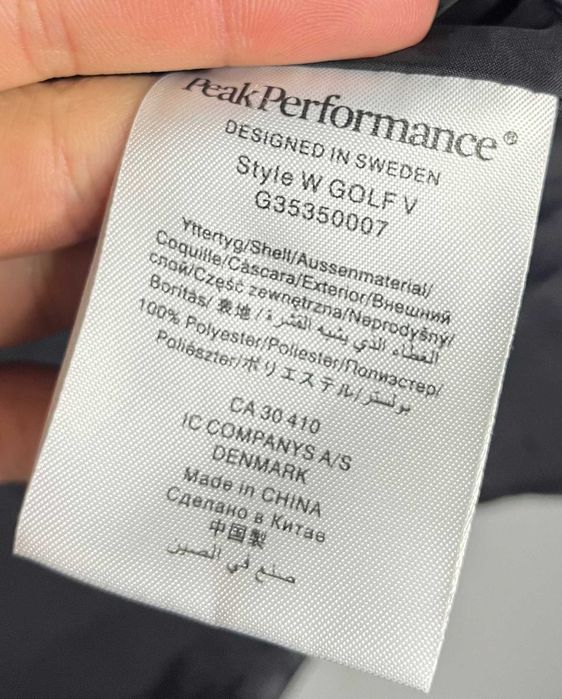 PeakPerformance®
DESIGNED IN SWEDEN
Style W GOLF V
G35350007
Yttertyg/Shell/Aussenmaterial/
Coquille/Cáscara/Exterior/Внешний
слой/Część zewnętrzna/Neprodyšný/
Borítás/表地/الغطاء الذي يشبه القشرة/
100% Polyester/Poliester/Полиэстер/
Poliészter/ポリエステル/بولستر
CA 30 410
IC COMPANYS A/S
DENMARK
Made in CHINA
Сделано в Китае
中国製
صنع في الصين